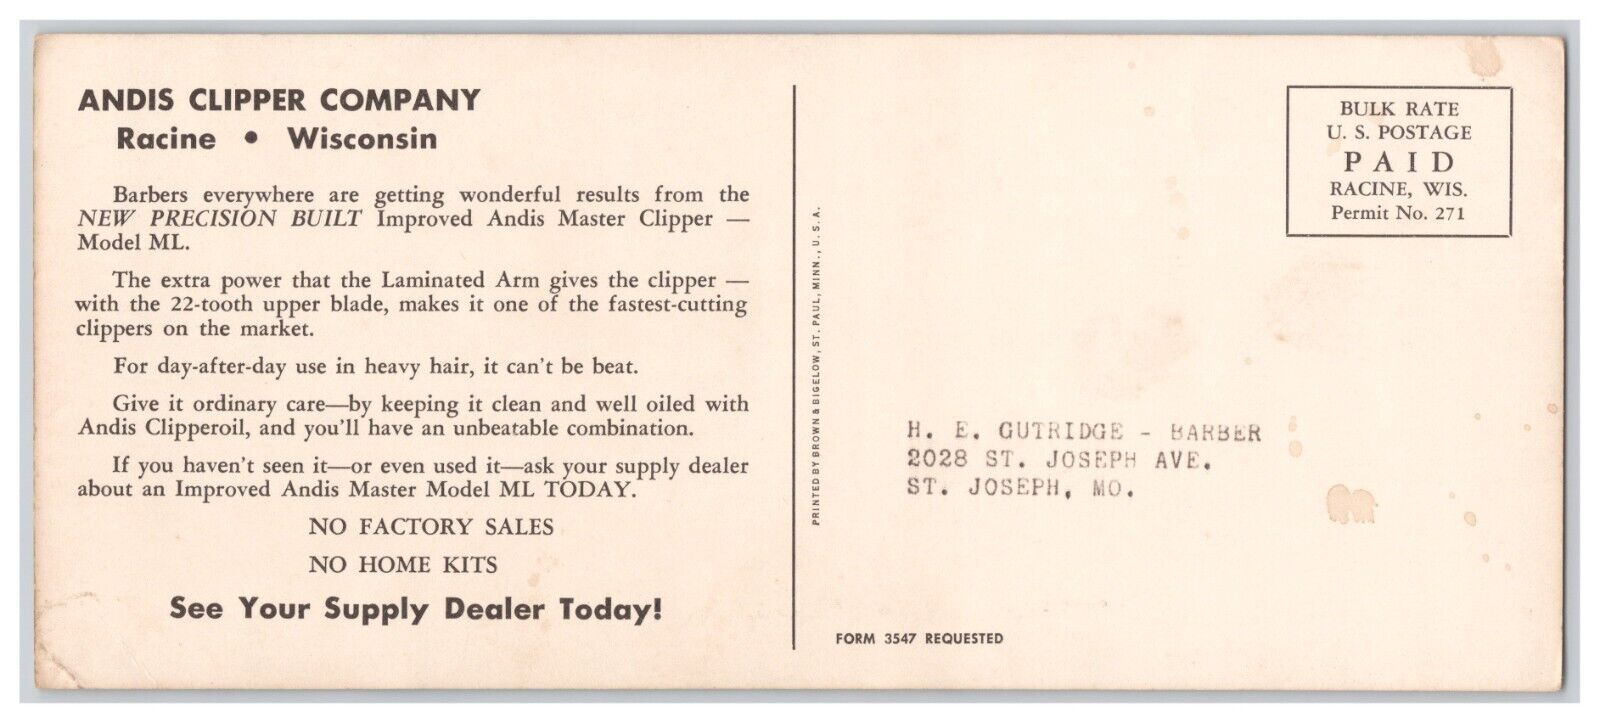 ANDIS CLIPPER COMPANY
Racine • Wisconsin
Barbers everywhere are getting wonderful results from the
NEW PRECISION BUILT Improved Andis Master Clipper —
Model ML.
The extra power that the Laminated Arm gives the clipper —
with the 22-tooth upper blade, makes it one of the fastest-cutting
clippers on the market.
For day-after-day use in heavy hair, it can't be beat.
Give it ordinary care—by keeping it clean and well oiled with
Andis Clipperoil, and you'll have an unbeatable combination.
If you haven't seen it—or even used it—ask your supply dealer
about an Improved Andis Master Model ML TODAY.
NO FACTORY SALES
NO HOME KITS
See Your Supply Dealer Today!
PRINTED BY BROWN & BIGELOW, ST. PAUL, MINN., U.S.A.
BULK RATE
U. S. POSTAGE
PAID
RACINE, WIS.
Permit No. 271
H. E. GUTRIDGE - BARBER
2028 ST. JOSEPH AVE.
ST. JOSEPH, MO.
FORM 3547 REQUESTED